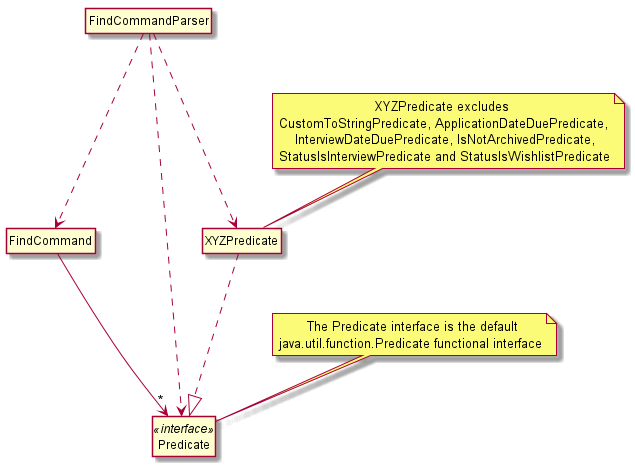 FindCommandParser
XYZPredicate excludes
CustomToStringPredicate, ApplicationDateDuePredicate,
InterviewDateDuePredicate, IsNotArchivedPredicate,
StatusIsInterviewPredicate and StatusIsWishlistPredicate
FindCommand
XYZPredicate
The Predicate interface is the default
java.util.function.Predicate functional interface
*
«interface»
Predicate